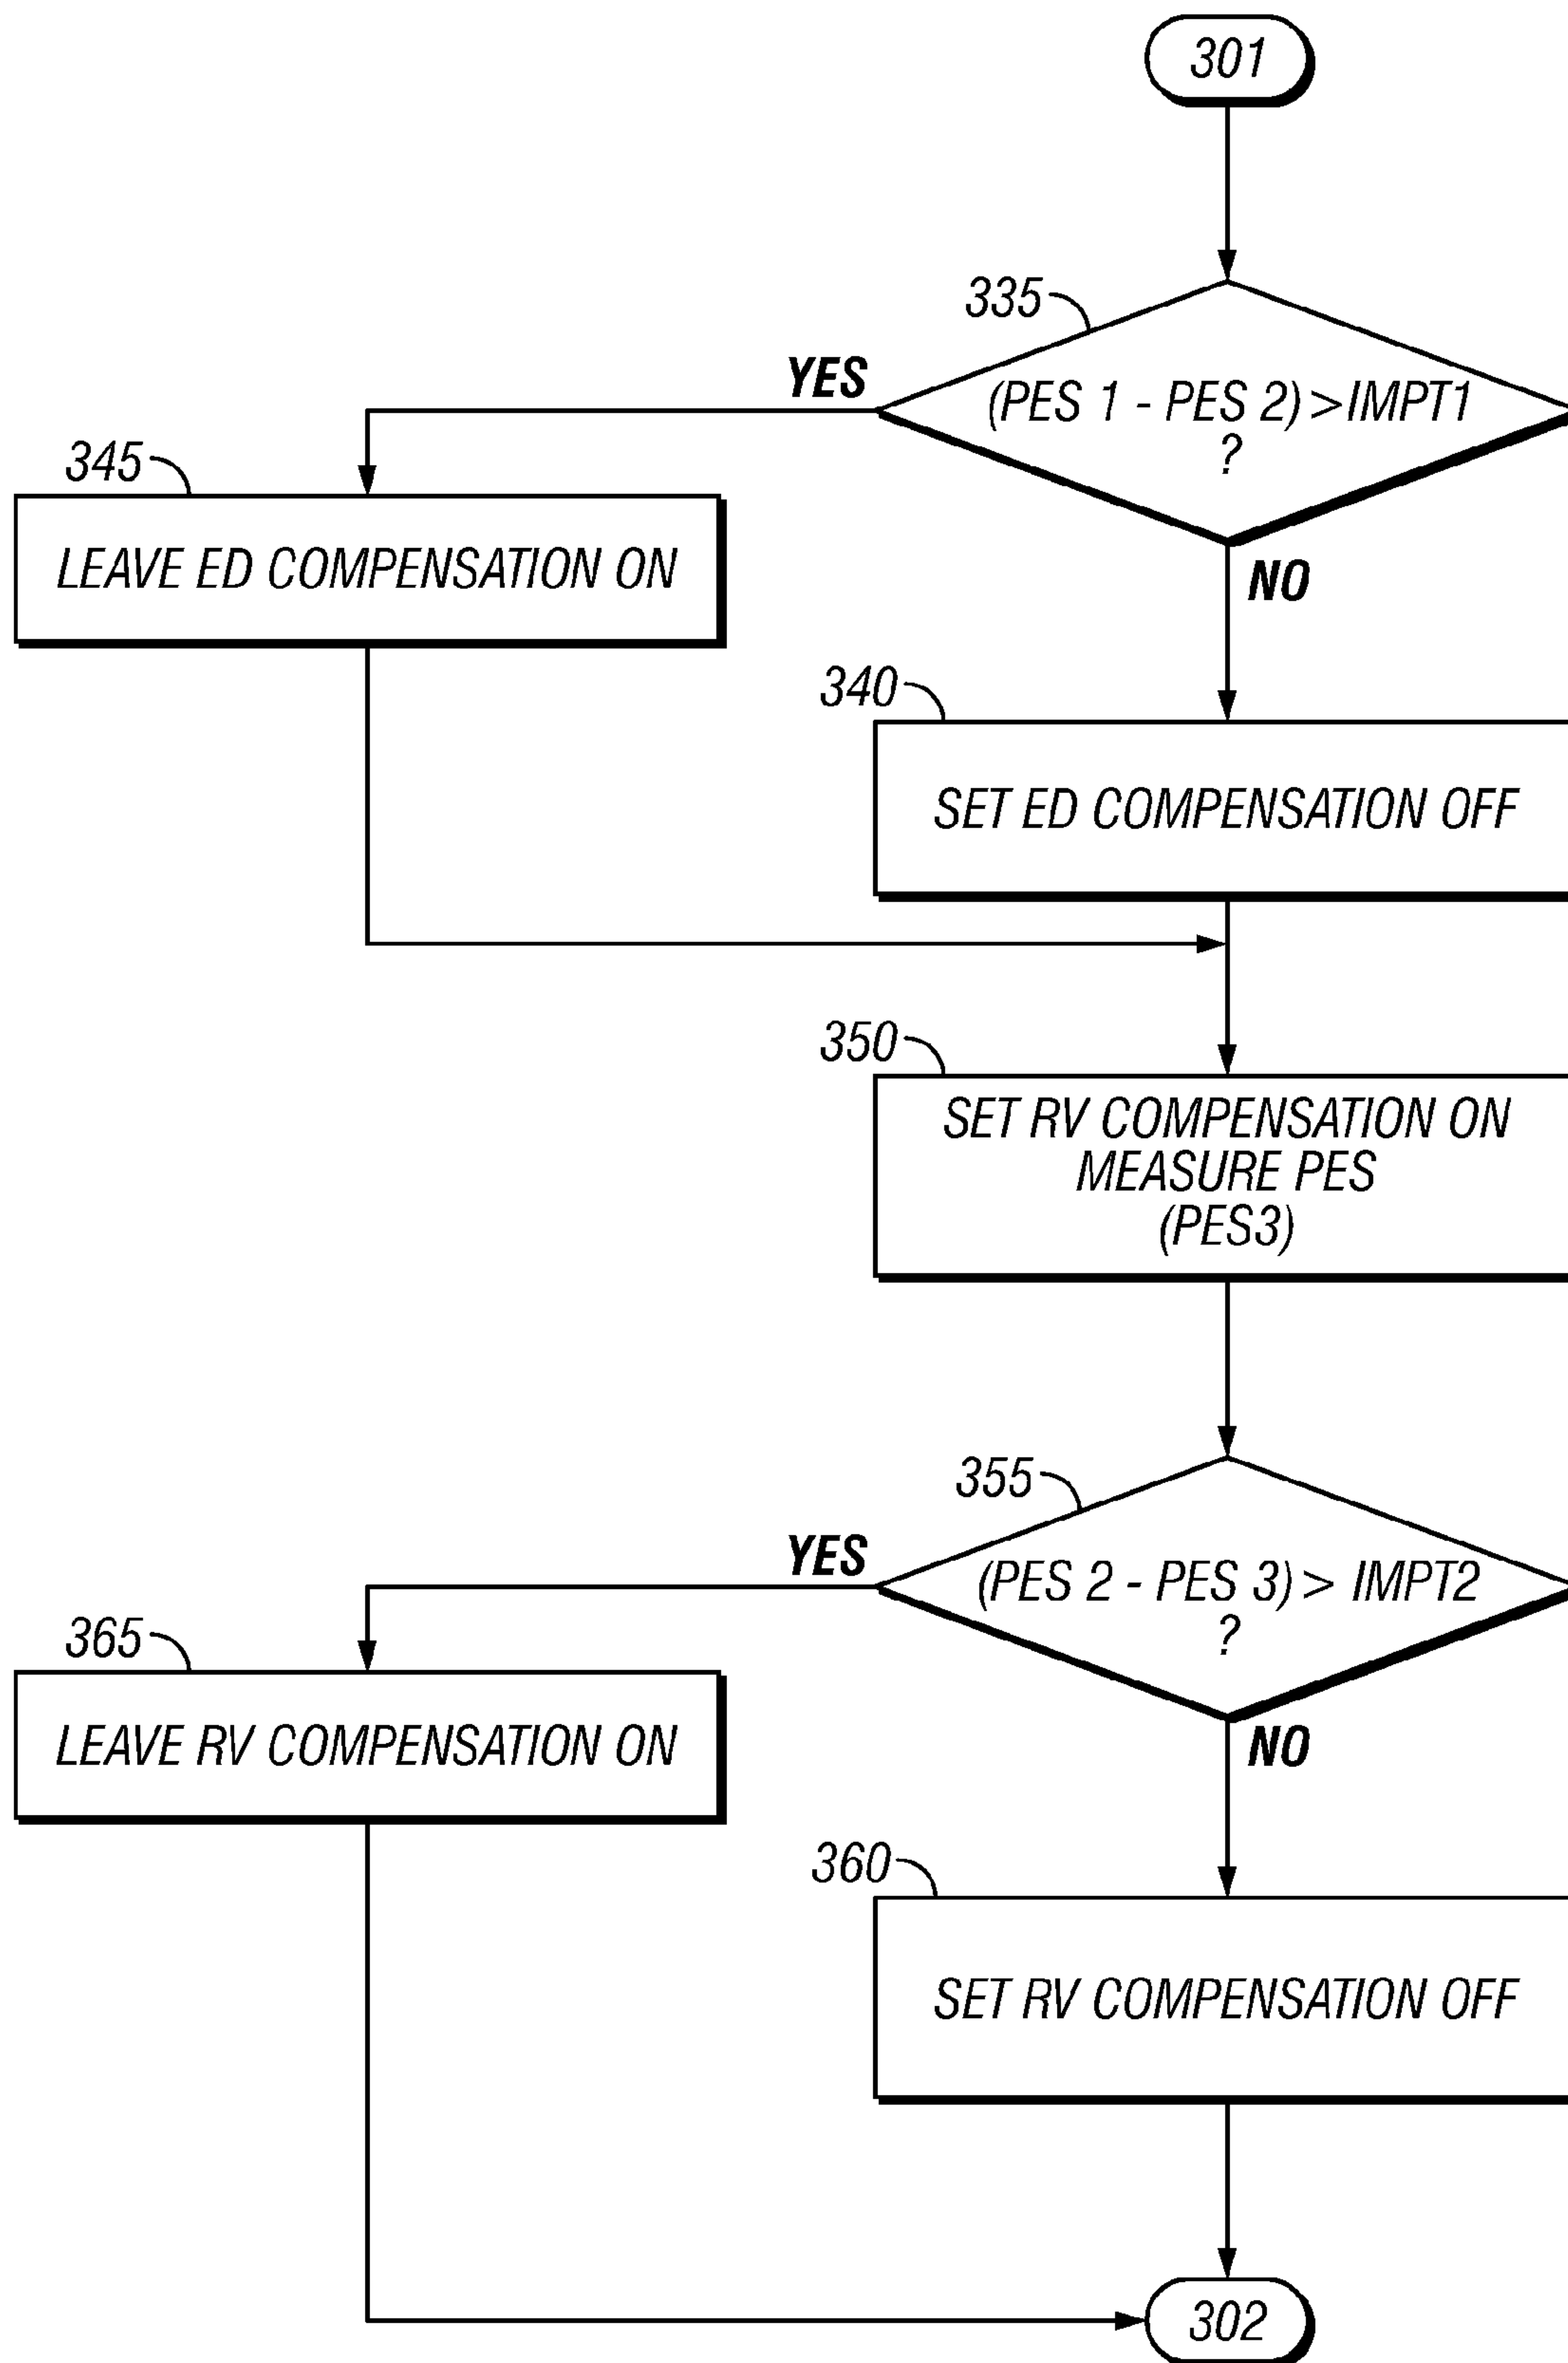 301
335
YES
(PES 1 - PES 2) >IMPT1
?
345
LEAVE ED COMPENSATION ON
NO
340
SET ED COMPENSATION OFF
350
SET RV COMPENSATION ON
MEASURE PES
(PES3)
355
YES
(PES 2 - PES 3) > IMPT2
?
365
LEAVE RV COMPENSATION ON
NO
360
SET RV COMPENSATION OFF
302